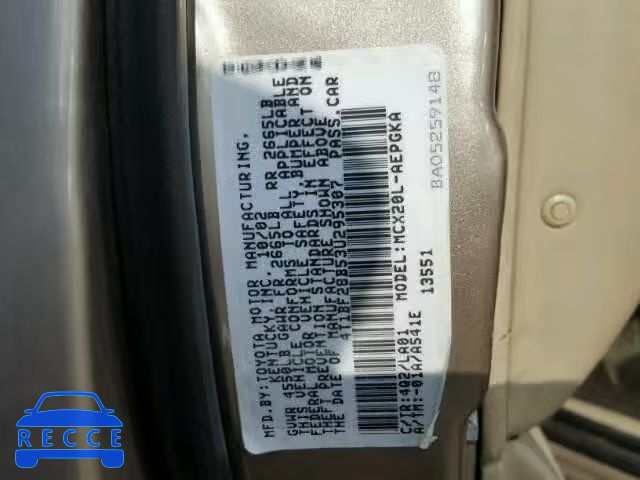 MFD.BY:TOYOTA MOTOR MANUFACTURING,
KENTUCKY INC. 10/02
GVWR 4550LB GAWR FR 2665LB RR 2665LB
THIS VEHICLE CONFORMS TO ALL APPLICABLE
FEDERAL MOTOR VEHICLE SAFETY,BUMPER AND
THEFT PREVENTION STANDARDS IN EFFECT ON
THE DATE OF MANUFACTURE SHOWN ABOVE.
4T1BF28B53U295307 PASS.CAR
C/TR:4Q2/LA01 MODEL:MCX20L-AEPGKA
A/TM:-01A/A541E 13551
BA05259148
RECCE